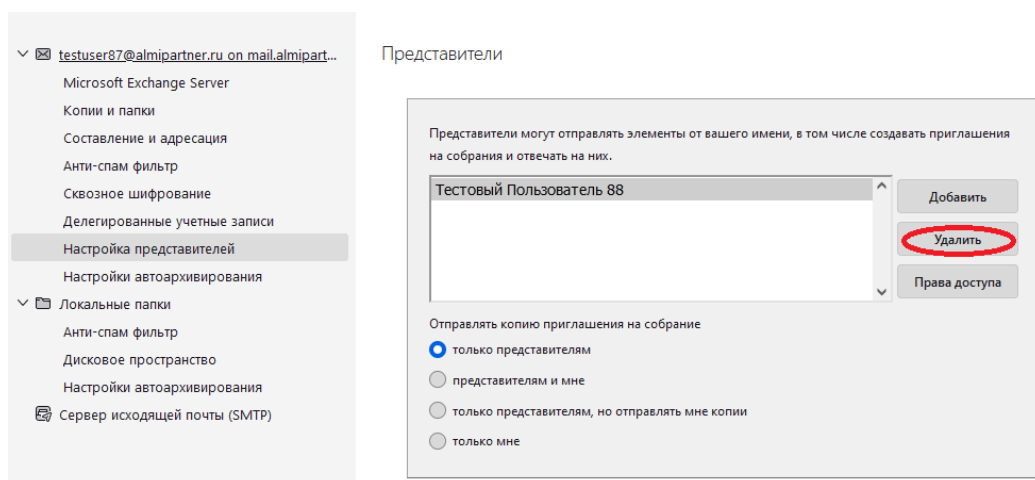 testuser87@almipartner.ru on mail.almipart...
Microsoft Exchange Server
Копии и папки
Составление и адресация
Анти-спам фильтр
Сквозное шифрование
Делегированные учетные записи
Настройка представителей
Настройки автоархивирования
Локальные папки
Анти-спам фильтр
Дисковое пространство
Настройки автоархивирования
Сервер исходящей почты (SMTP)
Представители
Представители могут отправлять элементы от вашего имени, в том числе создавать приглашения
на собрания и отвечать на них.
Тестовый Пользователь 88
Добавить
Удалить
Права доступа
Отправлять копию приглашения на собрание
только представителям
представителям и мне
только представителям, но отправлять мне копии
только мне